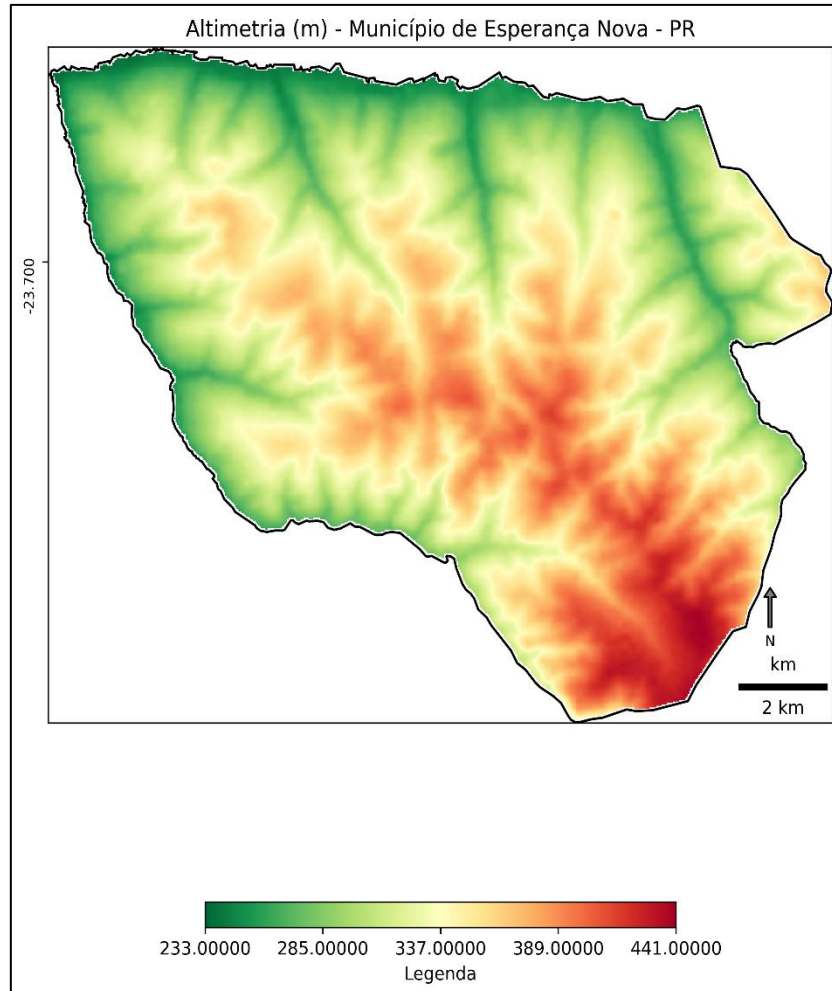 Altimetria (m) - Município de Esperança Nova - PR
-23.700
N
km
2 km
233.00000 285.00000 337.00000 389.00000 441.00000
Legenda